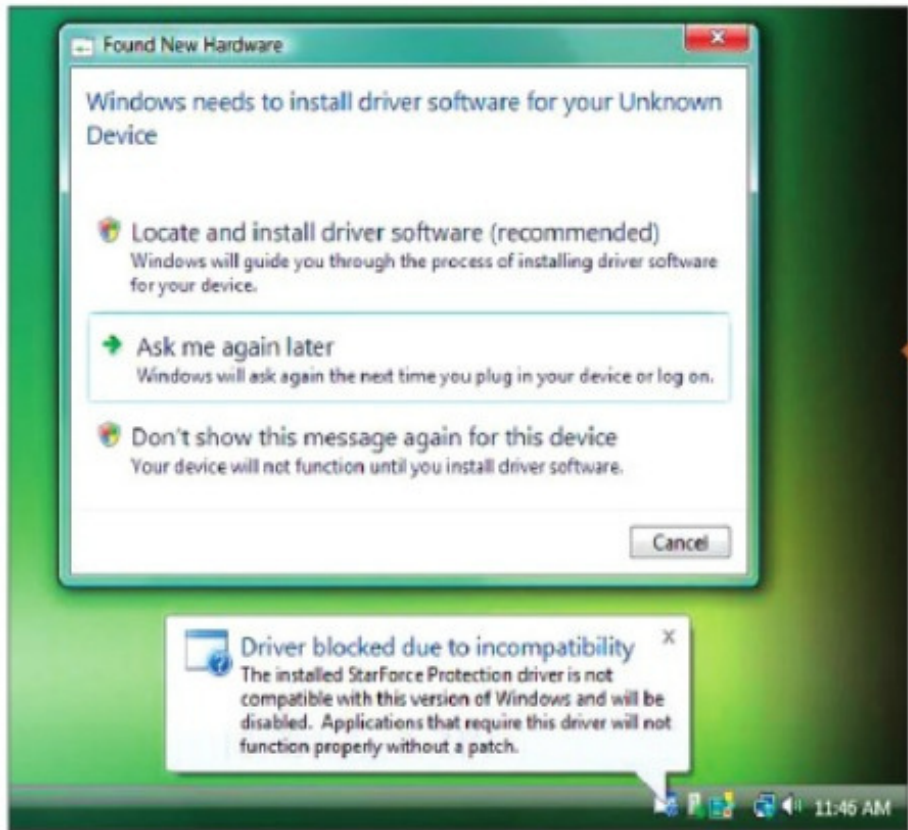 Found New Hardware
Windows needs to install driver software for your Unknown
Device
Locate and install driver software (recommended)
Windows will guide you through the process of installing driver software
for your device.
Ask me again later
Windows will ask again the next time you plug in your device or log on.
Don't show this message again for this device
Your device will not function until you install driver software.
Cancel
Driver blocked due to incompatibility
The installed StarForce Protection driver is not
compatible with this version of Windows and will be
disabled. Applications that require this driver will not
function properly without a patch.
11:46 AM